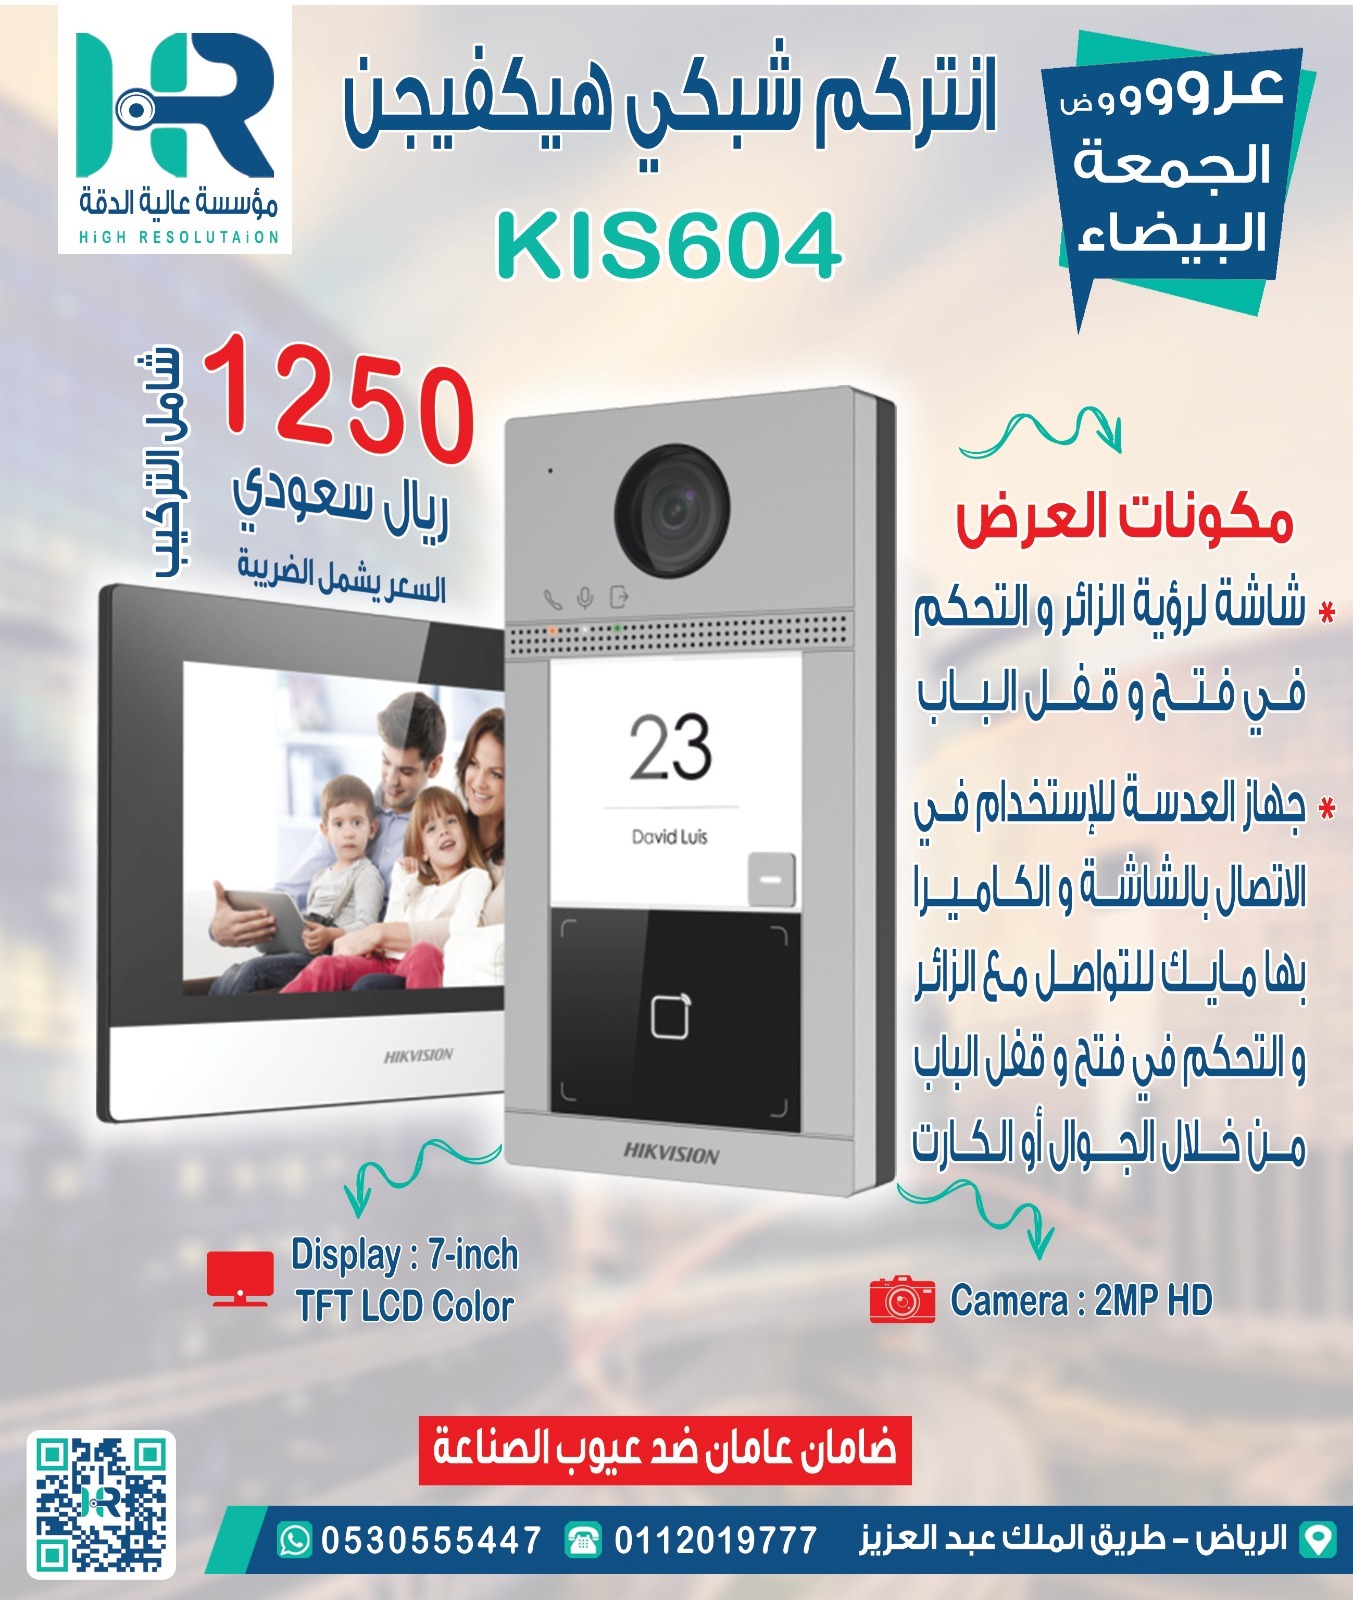 مؤسسة عالية الدقة
HiGH RESOLUTAiON
انتركم شبكي هيكفيجن
KIS604
عرووووض
الجمعة
البيضاء
شامل التركيب
1250
ريال سعودي
السعر يشمل الضريبة
مكونات العرض
* شاشة لرؤية الزائر و التحكم
في فتح و قفل الباب
* جهاز العدسة للإستخدام في
الاتصال بالشاشة و الكاميرا
بها مايك للتواصل مع الزائر
و التحكم في فتح و قفل الباب
من خلال الجوال أو الكارت
23
David Luis
HIKVISION
HIKVISION
Display : 7-inch
TFT LCD Color
Camera : 2MP HD
ضامان عامان ضد عيوب الصناعة
الرياض - طريق الملك عبد العزيز
0112019777
0530555447